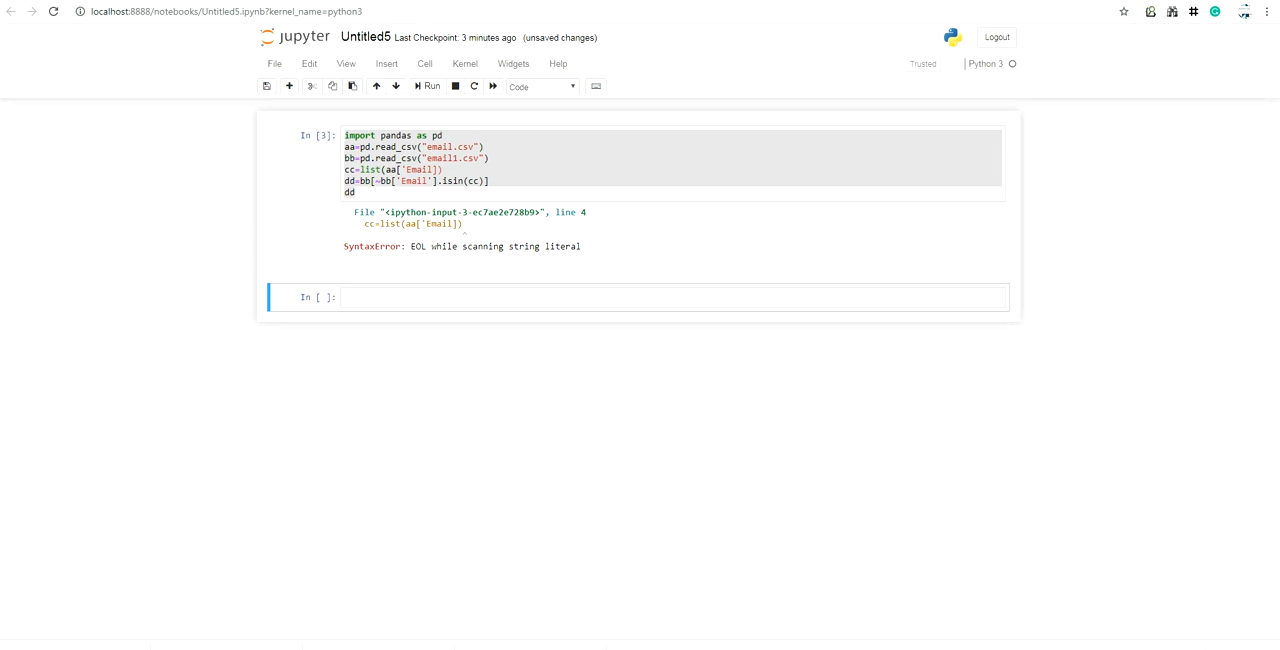 localhost:8888/notebooks/Untitled5.ipynb?kernel_name=python3
jupyter Untitled5 Last Checkpoint: 3 minutes ago (unsaved changes)
Logout
File Edit View Insert Cell Kernel Widgets Help
Trusted
Python 3
Run
Code
In [3]:
import pandas as pd
aa=pd.read_csv("email.csv")
bb=pd.read_csv("email1.csv")
cc=list(aa['Email])
dd=bb[~bb['Email'].isin(cc)]
dd
File "<ipython-input-3-ec7ae2e728b9>", line 4
cc=list(aa['Email])
^
SyntaxError: EOL while scanning string literal
In [ ]: